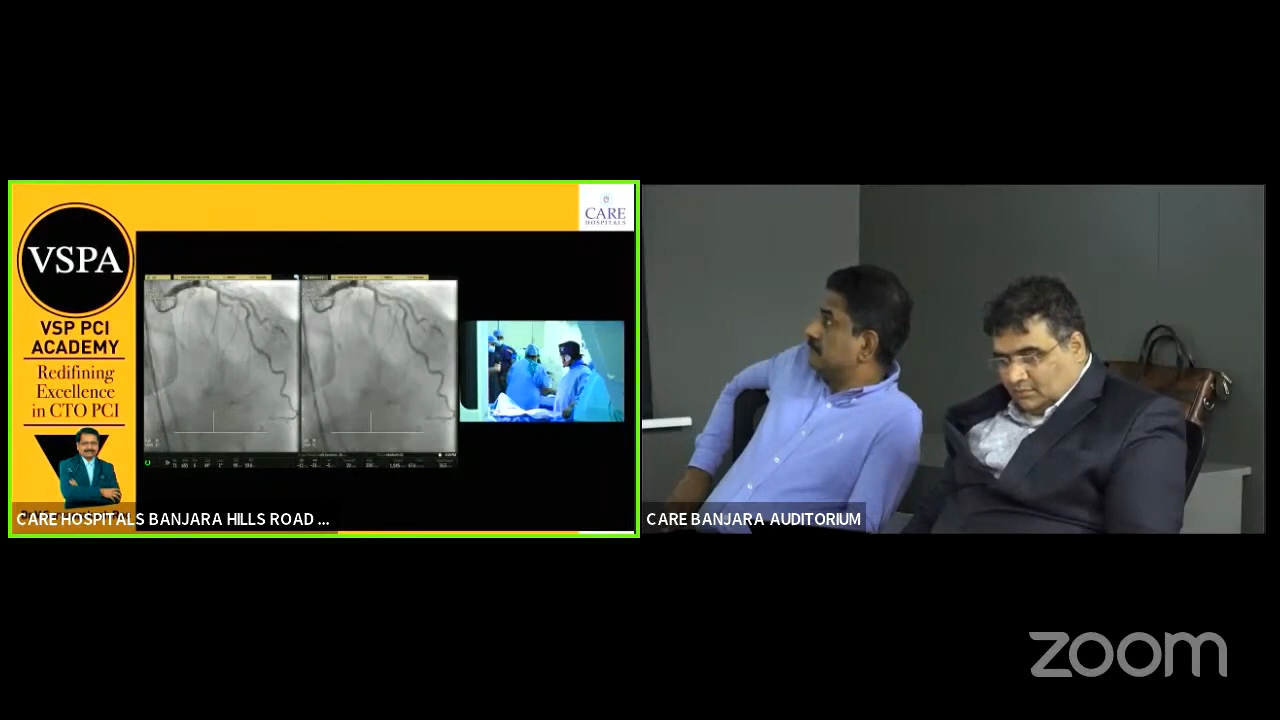 CARE
HOSPITALS
VSPA
VSP PCI
ACADEMY
Redifining
Excellence
in CTO PCI
CARE HOSPITALS BANJARA HILLS ROAD ...
CARE BANJARA AUDITORIUM
zoom